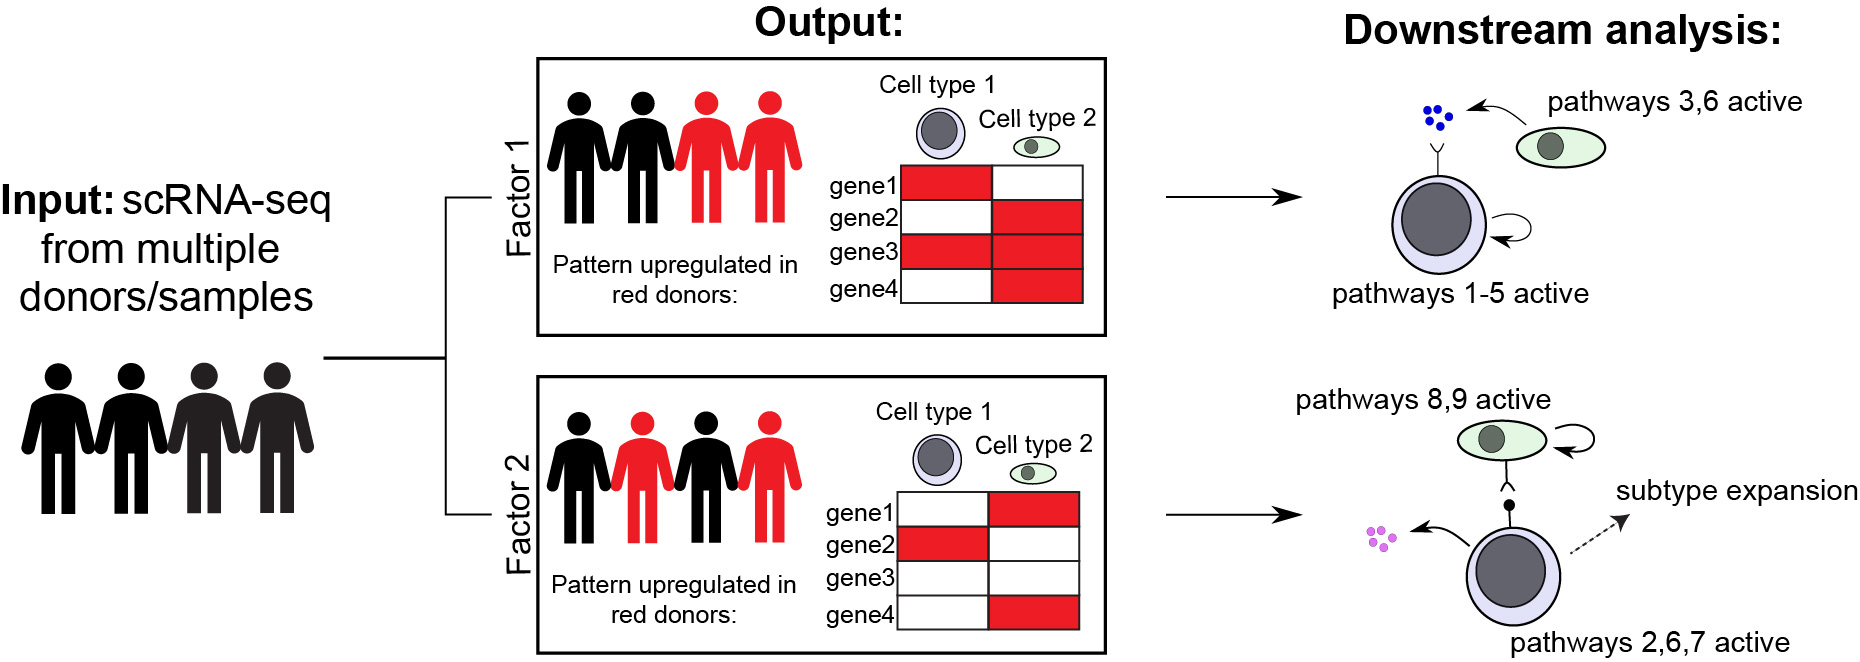 Input: scRNA-seq
from multiple
donors/samples
Output:
Factor 1
Pattern upregulated in
red donors:
Cell type 1
Cell type 2
gene1
gene2
gene3
gene4
Factor 2
Pattern upregulated in
red donors:
Cell type 1
Cell type 2
gene1
gene2
gene3
gene4
Downstream analysis:
pathways 3,6 active
pathways 1-5 active
pathways 8,9 active
subtype expansion
pathways 2,6,7 active